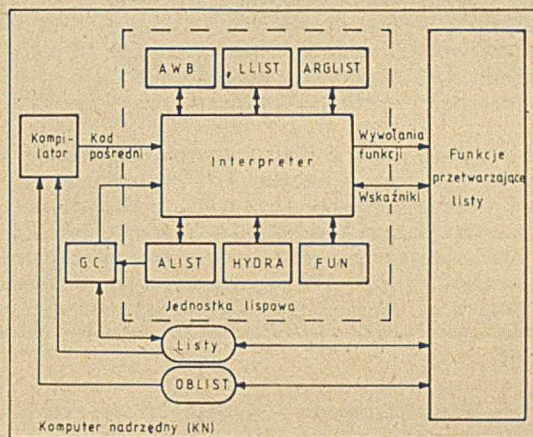 AWB
, LLIST
ARGLIST
Kompi-
lator
Kod
pośredni
Interpreter
Wywołania
funkcji
Wskaźniki
Funkcje
przetwarzające
listy
G.C.
ALIST
HYDRA
FUN
Jednostka lispowa
Listy
OBLIST
Komputer nadrzędny (KN)